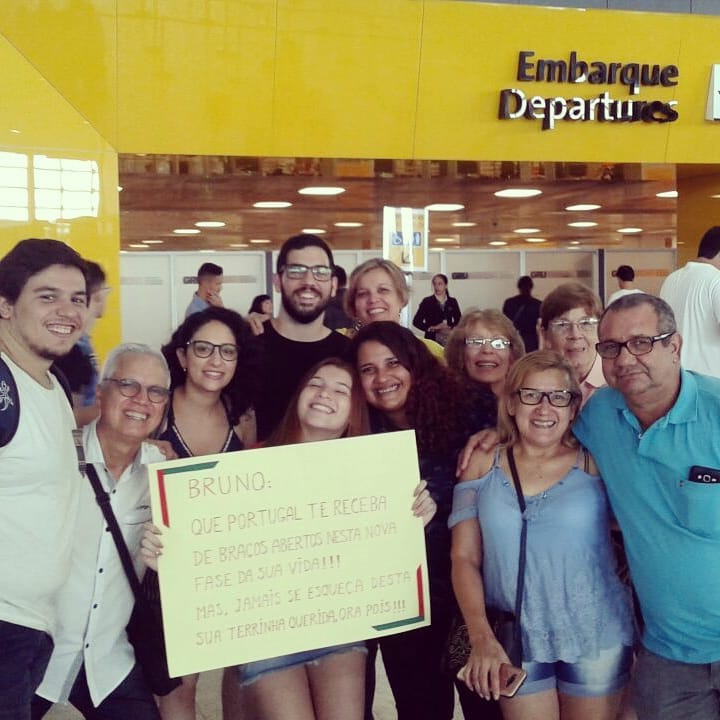 Embarque
Departures
BRUNO:
QUE PORTUGAL TE RECEBA
DE BRAÇOS ABERTOS NESTA NOVA
FASE DA SUA VIDA!!!
MAS, JAMAIS SE ESQUEÇA DESTA
SUA TERRINHA QUERIDA, ORA POIS!!!